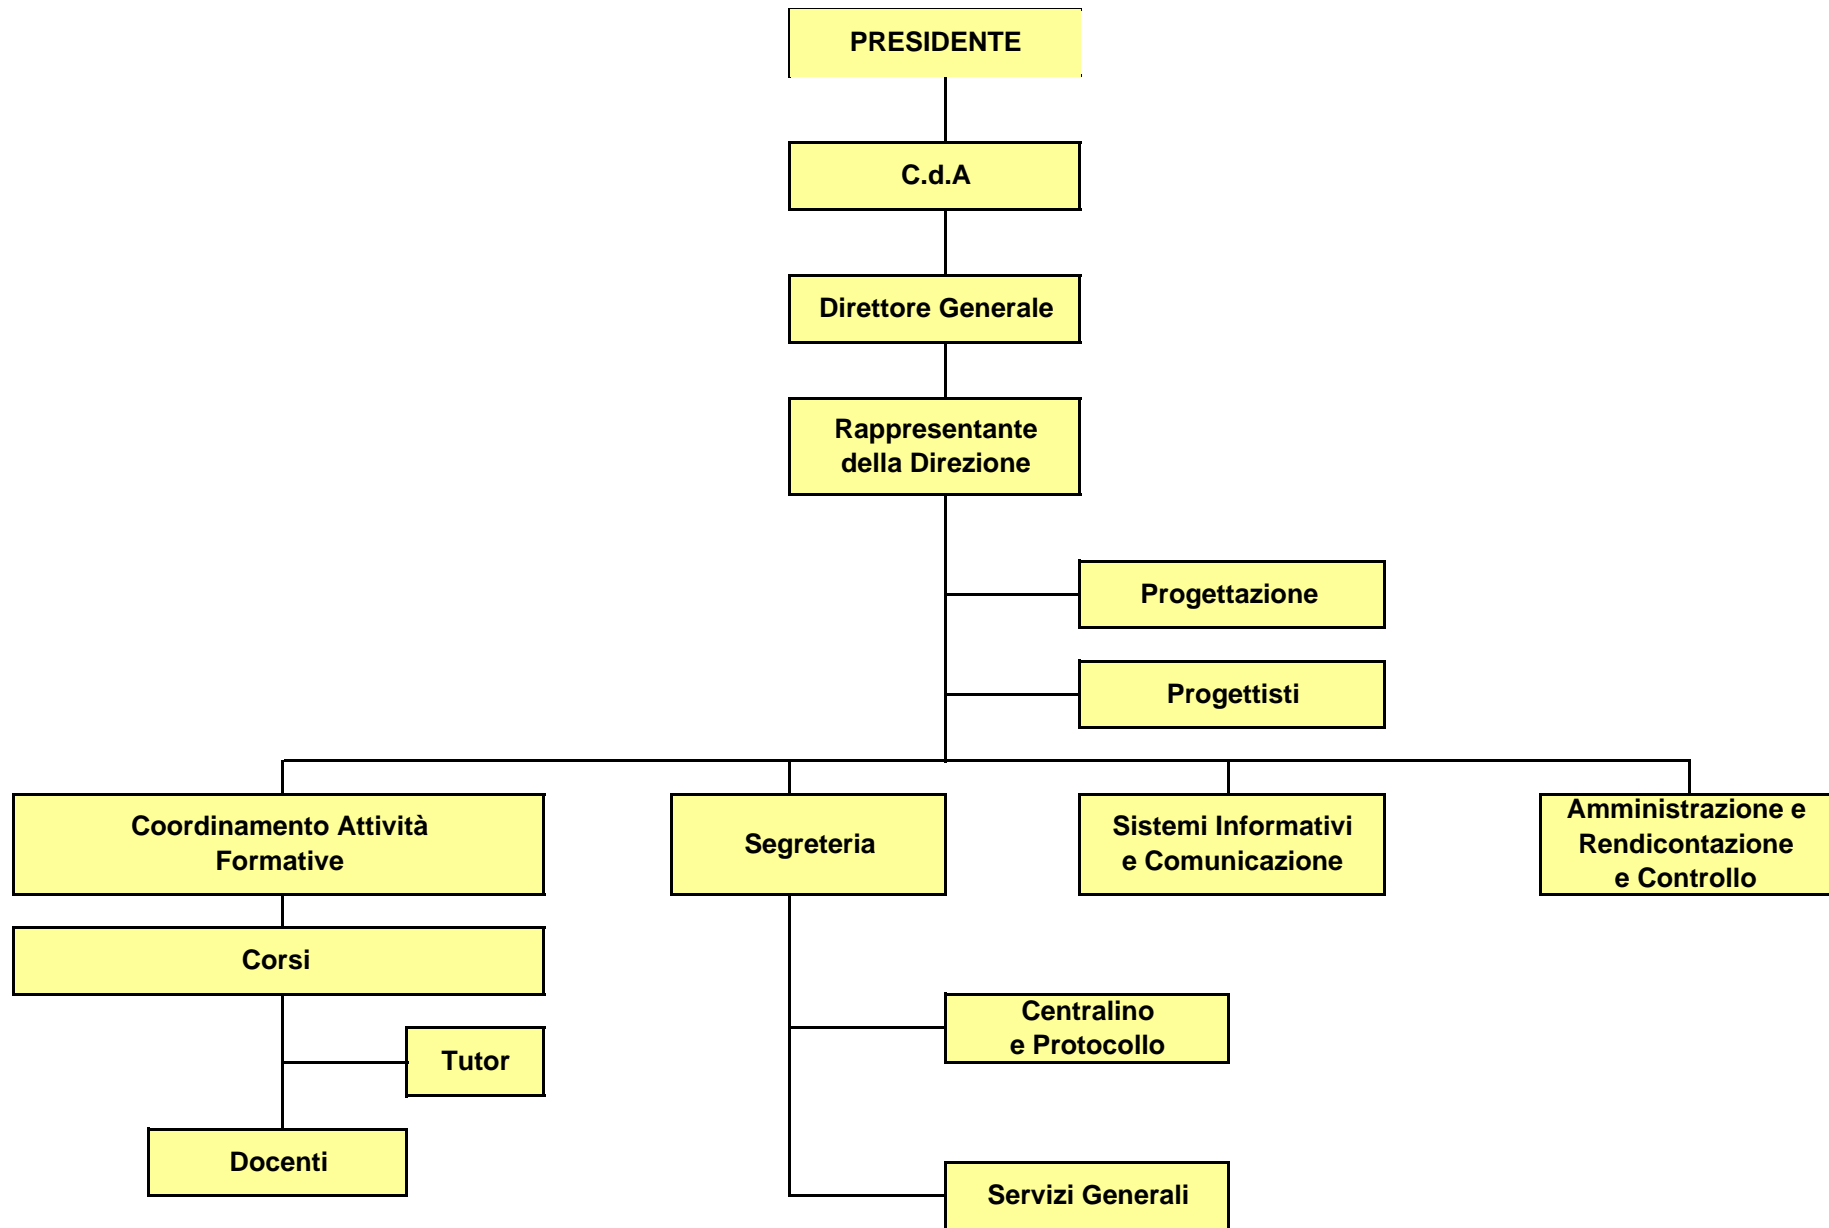 PRESIDENTE
C.d.A
Direttore Generale
Rappresentante
della Direzione
Progettazione
Progettisti
Coordinamento Attività
Formative
Segreteria
Sistemi Informativi
e Comunicazione
Amministrazione e
Rendicontazione
e Controllo
Corsi
Centralino
e Protocollo
Tutor
Docenti
Servizi Generali